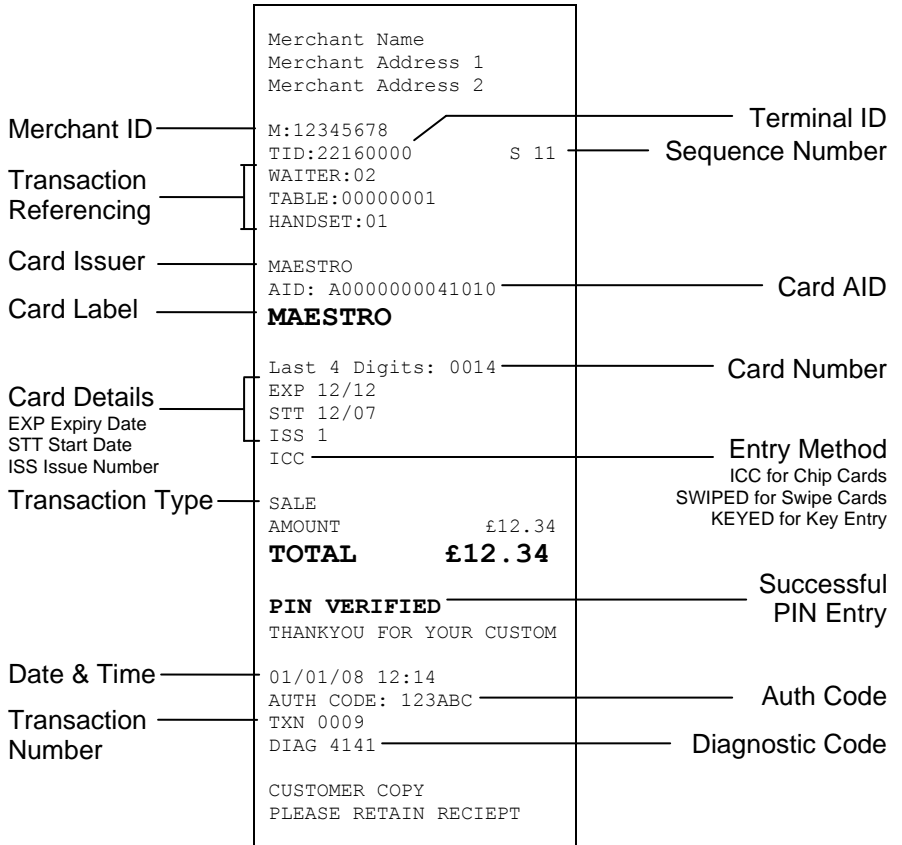 Merchant Name
Merchant Address 1
Merchant Address 2
Merchant ID
M:12345678
Terminal ID
TID:22160000 S 11
Sequence Number
Transaction
Referencing
WAITER:02
TABLE:00000001
HANDSET:01
Card Issuer
MAESTRO
AID: A0000000041010
Card AID
Card Label
MAESTRO
Last 4 Digits: 0014
Card Number
Card Details
EXP Expiry Date
STT Start Date
ISS Issue Number
EXP 12/12
STT 12/07
ISS 1
ICC
Entry Method
ICC for Chip Cards
SWIPED for Swipe Cards
KEYED for Key Entry
Transaction Type
SALE
AMOUNT £12.34
TOTAL £12.34
PIN VERIFIED
Successful
PIN Entry
THANKYOU FOR YOUR CUSTOM
Date & Time
01/01/08 12:14
AUTH CODE: 123ABC
Auth Code
Transaction
Number
TXN 0009
DIAG 4141
Diagnostic Code
CUSTOMER COPY
PLEASE RETAIN RECIEPT